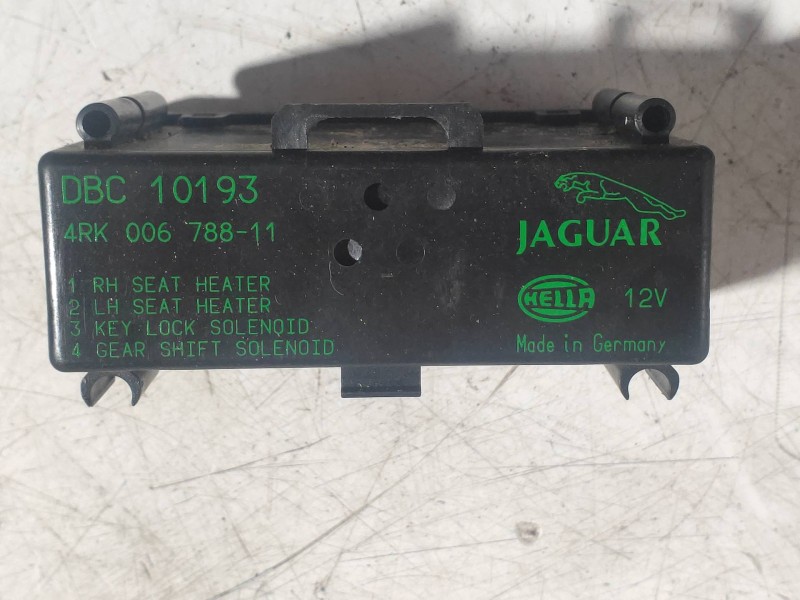 DBC 10193
4RK 006 788-11
1 RH SEAT HEATER
2 LH SEAT HEATER
3 KEY LOCK SOLENOID
4 GEAR SHIFT SOLENOID
JAGUAR
HELLA 12V
Made in Germany